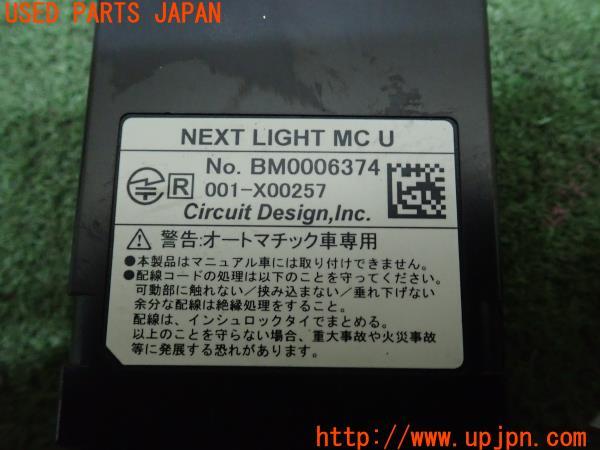 USED PARTS JAPAN
NEXT LIGHT MC U
No. BM0006374
R 001-X00257
Circuit Design,Inc.
警告:オートマチック車専用
●本製品はマニュアル車には取り付けできません。
●配線コードの処理は以下のことを守ってください。
可動部に触れない/挟み込まない/垂れ下げない
余分な配線は絶縁処理をすること。
配線は、インシュロックタイでまとめる。
以上のことを守らない場合、重大事故や火災事故
等に発展する恐れがあります。
http://www.upjpn.com/